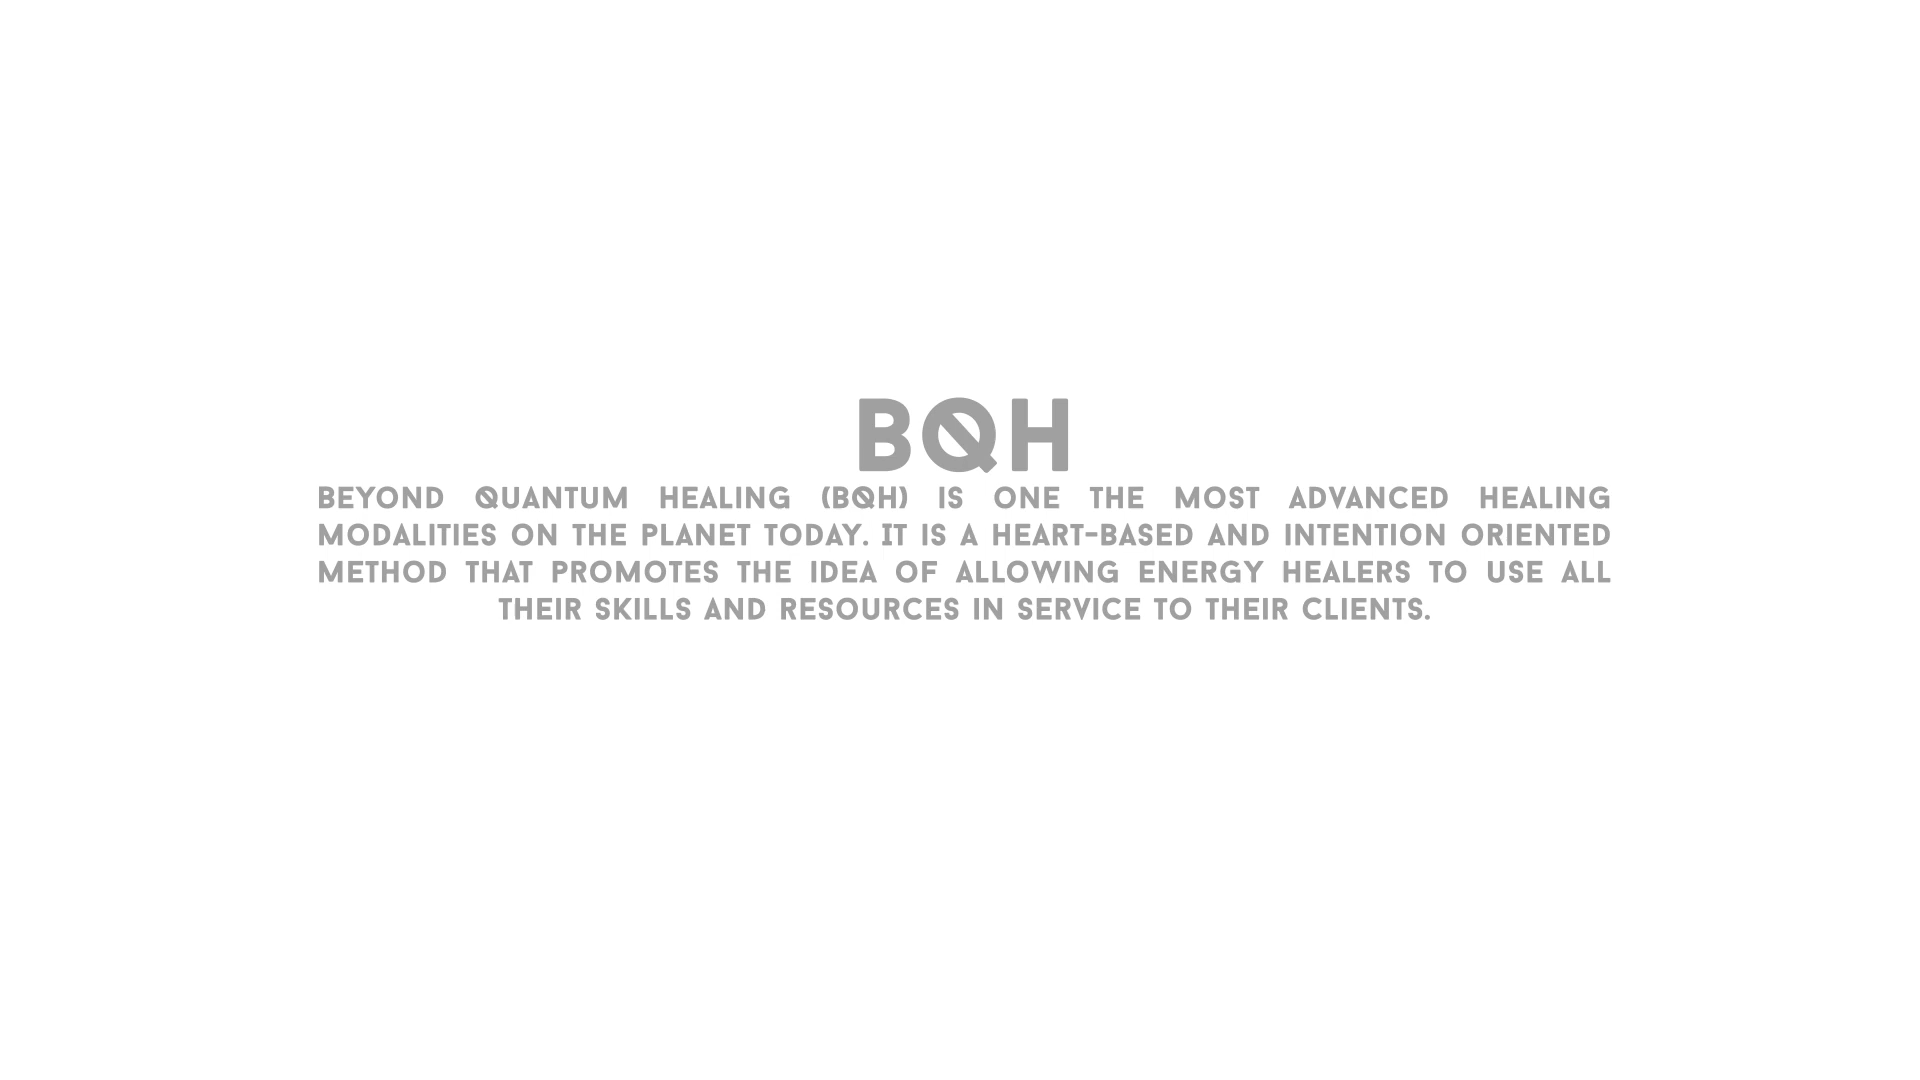 BQH
BEYOND QUANTUM HEALING (BQH) IS ONE THE MOST ADVANCED HEALING
MODALITIES ON THE PLANET TODAY. IT IS A HEART-BASED AND INTENTION ORIENTED
METHOD THAT PROMOTES THE IDEA OF ALLOWING ENERGY HEALERS TO USE ALL
THEIR SKILLS AND RESOURCES IN SERVICE TO THEIR CLIENTS.